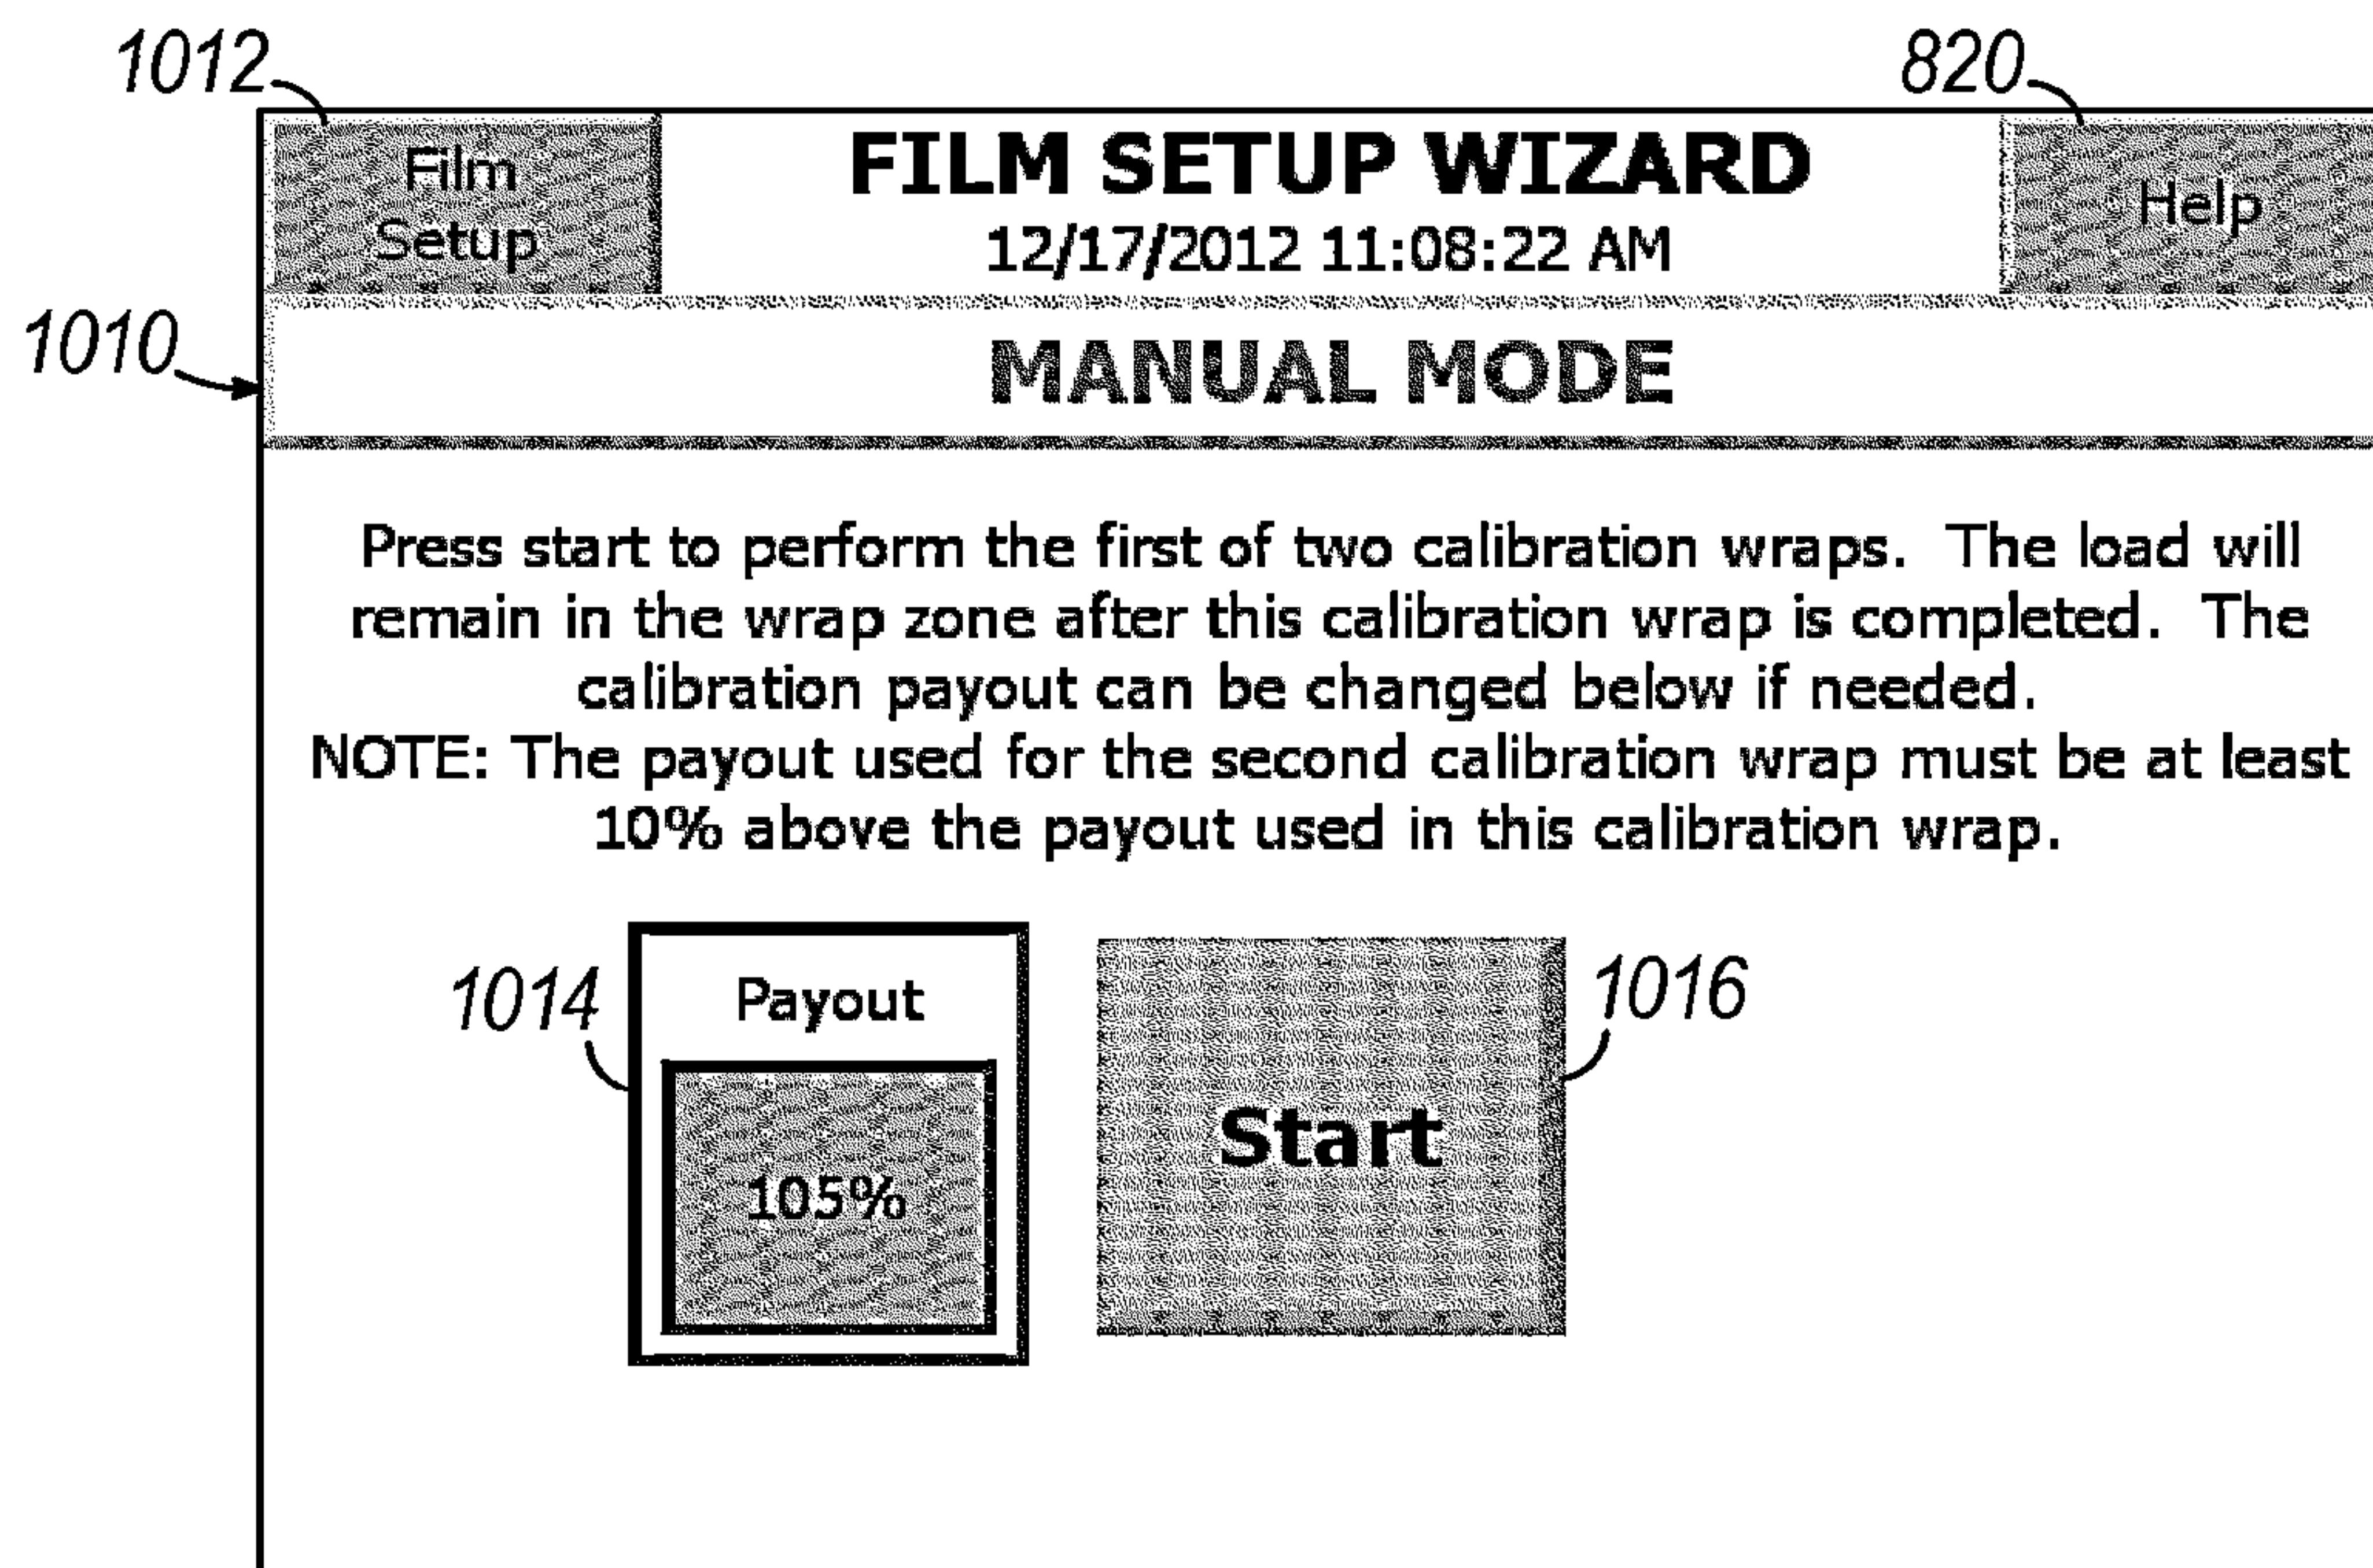 1012
820
Film
Setup
FILM SETUP WIZARD
12/17/2012 11:08:22 AM
Help
1010
MANUAL MODE
Press start to perform the first of two calibration wraps.  The load will
remain in the wrap zone after this calibration wrap is completed.  The
calibration payout can be changed below if needed.
NOTE: The payout used for the second calibration wrap must be at least
10% above the payout used in this calibration wrap.
1014
Payout
105%
Start
1016